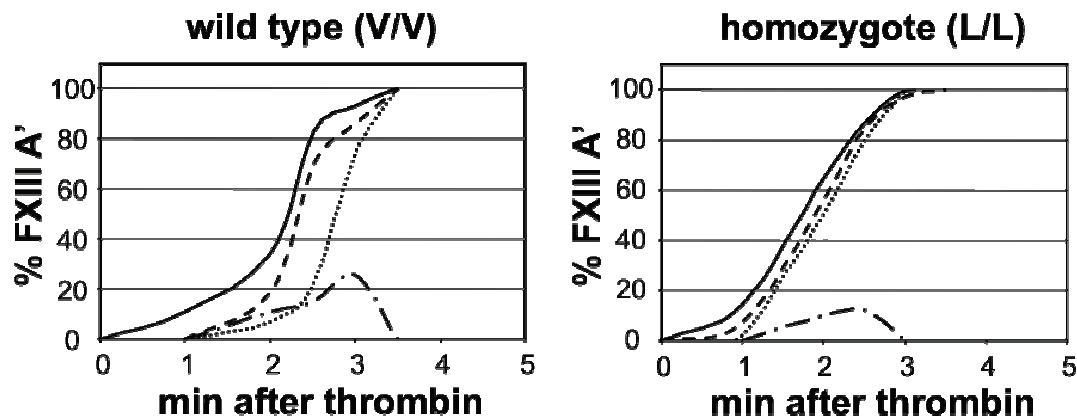 wild type (V/V)
100
80
60
40
20
0
% FXIII A'
0 1 2 3 4 5
min after thrombin
homozygote (L/L)
100
80
60
40
20
0
% FXIII A'
0 1 2 3 4 5
min after thrombin